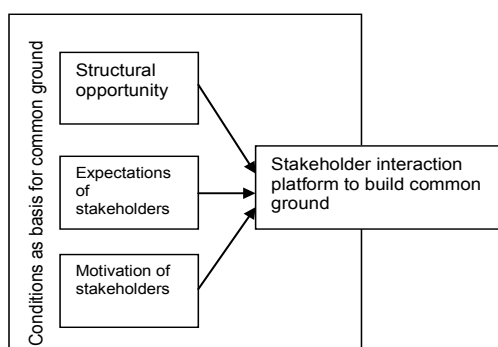 Conditions as basis for common ground
Structural
opportunity
Expectations
of
stakeholders
Motivation of
stakeholders
Stakeholder interaction
platform to build common
ground